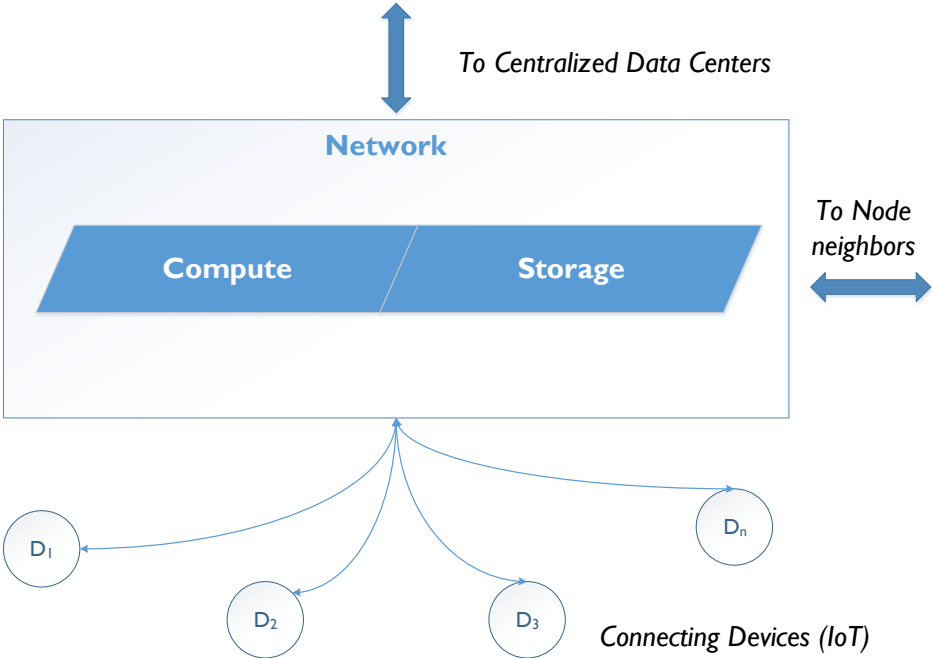 To Centralized Data Centers
Network
To Node
neighbors
Compute
Storage
D₁
Dₙ
D₂
D₃
Connecting Devices (IoT)